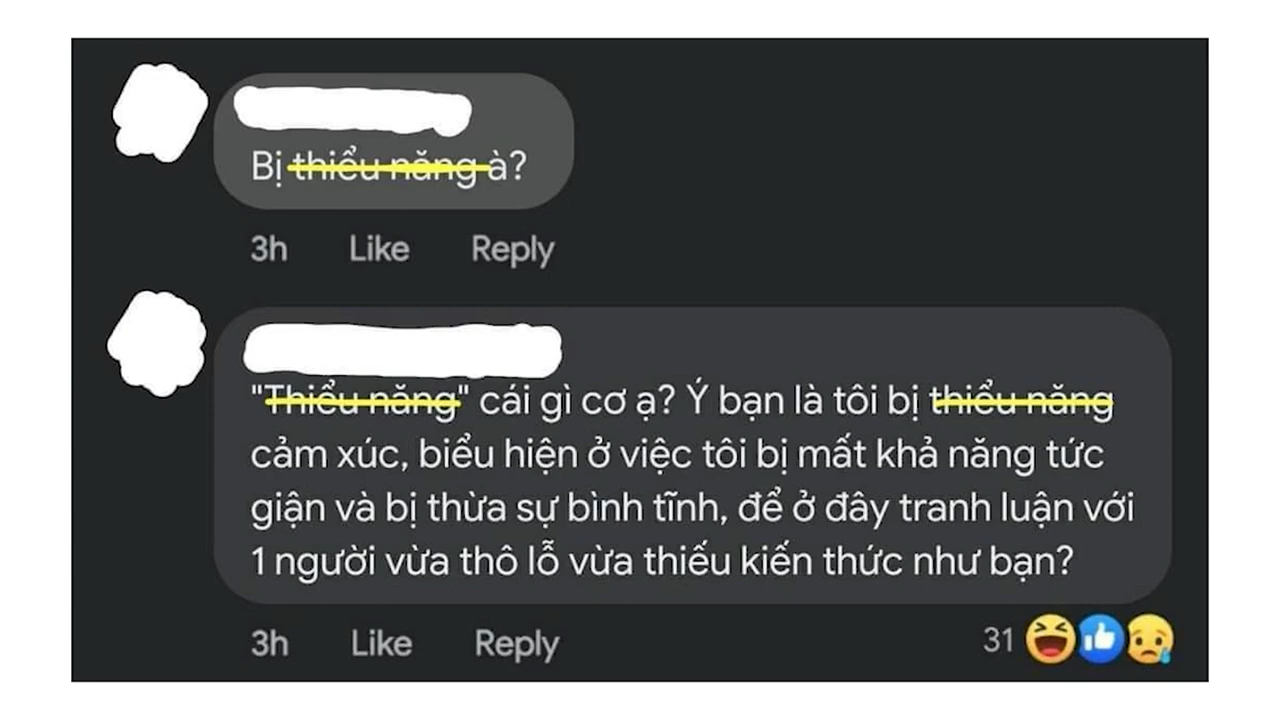 Bị thiểu năng à?
3h Like Reply
"Thiểu năng" cái gì cơ ạ? Ý bạn là tôi bị thiểu năng
cảm xúc, biểu hiện ở việc tôi bị mất khả năng tức
giận và bị thừa sự bình tĩnh, để ở đây tranh luận với
1 người vừa thô lỗ vừa thiếu kiến thức như bạn?
3h Like Reply 31